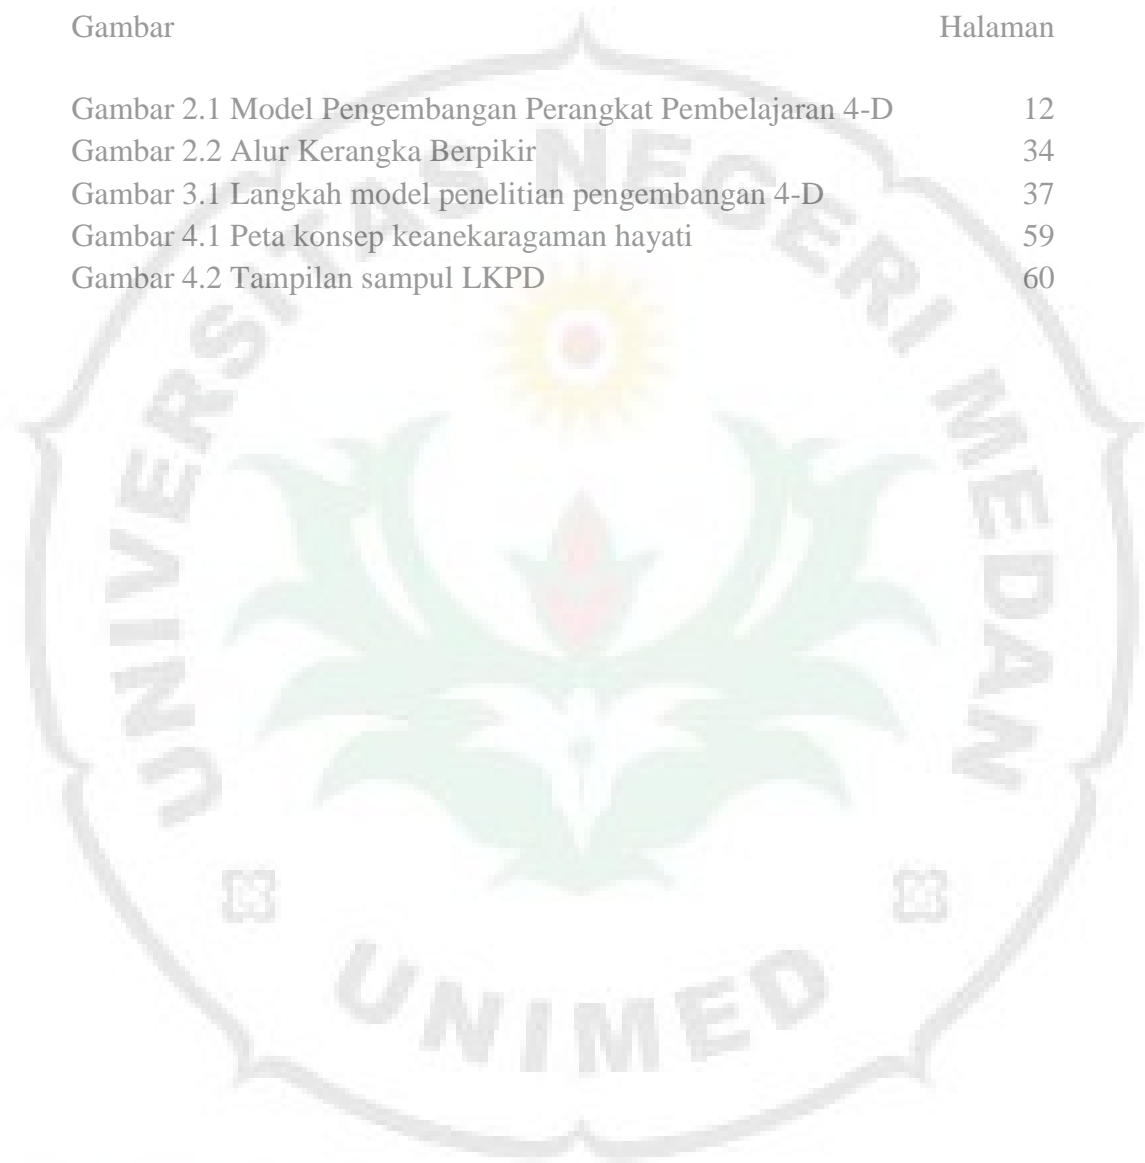 Gambar Halaman
Gambar 2.1 Model Pengembangan Perangkat Pembelajaran 4-D 12
Gambar 2.2 Alur Kerangka Berpikir 34
Gambar 3.1 Langkah model penelitian pengembangan 4-D 37
Gambar 4.1 Peta konsep keanekaragaman hayati 59
Gambar 4.2 Tampilan sampul LKPD 60
UNIVERSITAS NEGERI MEDAN
UNIMED